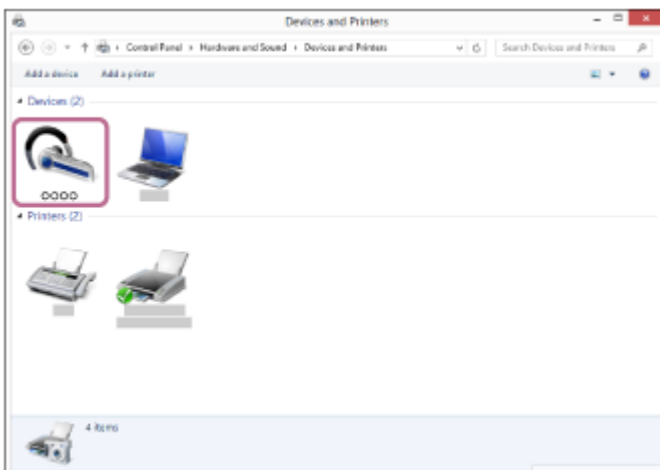 Devices and Printers
Control Panel › Hardware and Sound › Devices and Printers
Search Devices and Printers
Add a device Add a printer
Devices (2)
OOOO
Printers (2)
4 items